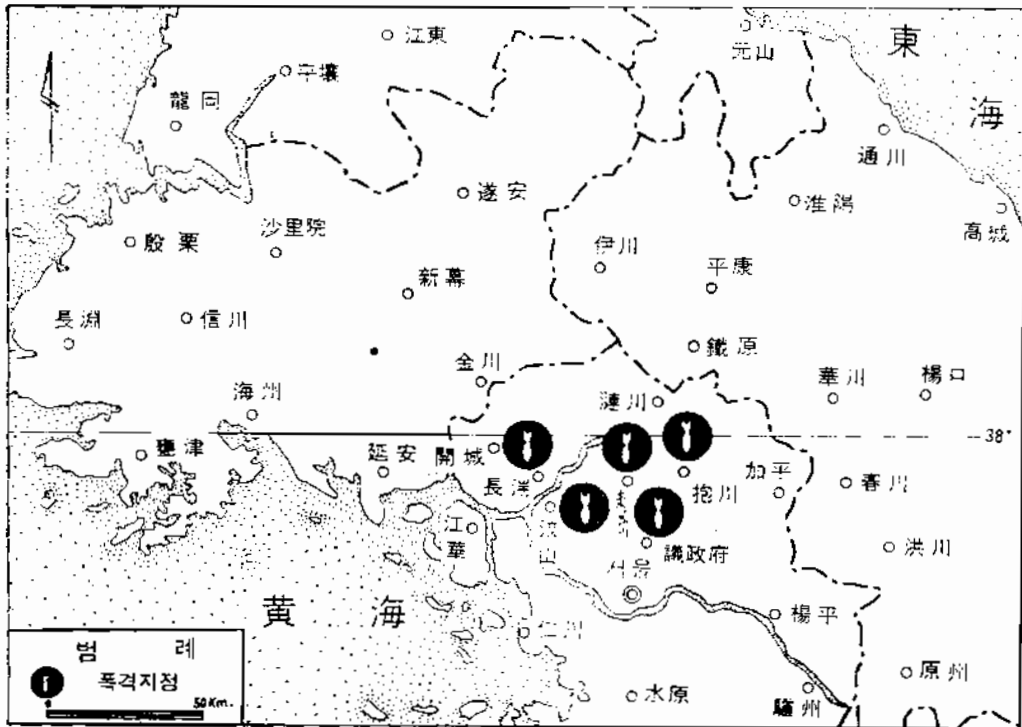 江東
元山
東
海
平壤
龍岡
通川
遂安
淮陽
高城
殷栗
沙里院
伊川
平康
新幕
長淵
信川
鐵原
金川
華川
楊口
海州
漣川
38°
甕津
延安
開城
長湍
抱川
加平
春川
江
華
議政府
洪川
서울
黄海
楊平
仁川
범례
폭격지점
50Km.
水原
原州
驪州